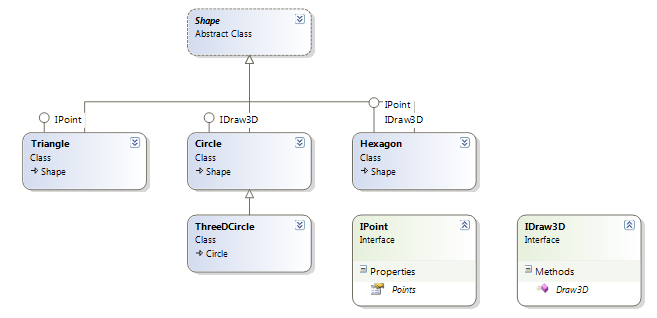 Shape
Abstract Class
IPoint
IDraw3D
IPoint
IDraw3D
Triangle
Class
Shape
Circle
Class
Shape
Hexagon
Class
Shape
ThreeDCircle
Class
Circle
IPoint
Interface
Properties
Points
IDraw3D
Interface
Methods
Draw3D